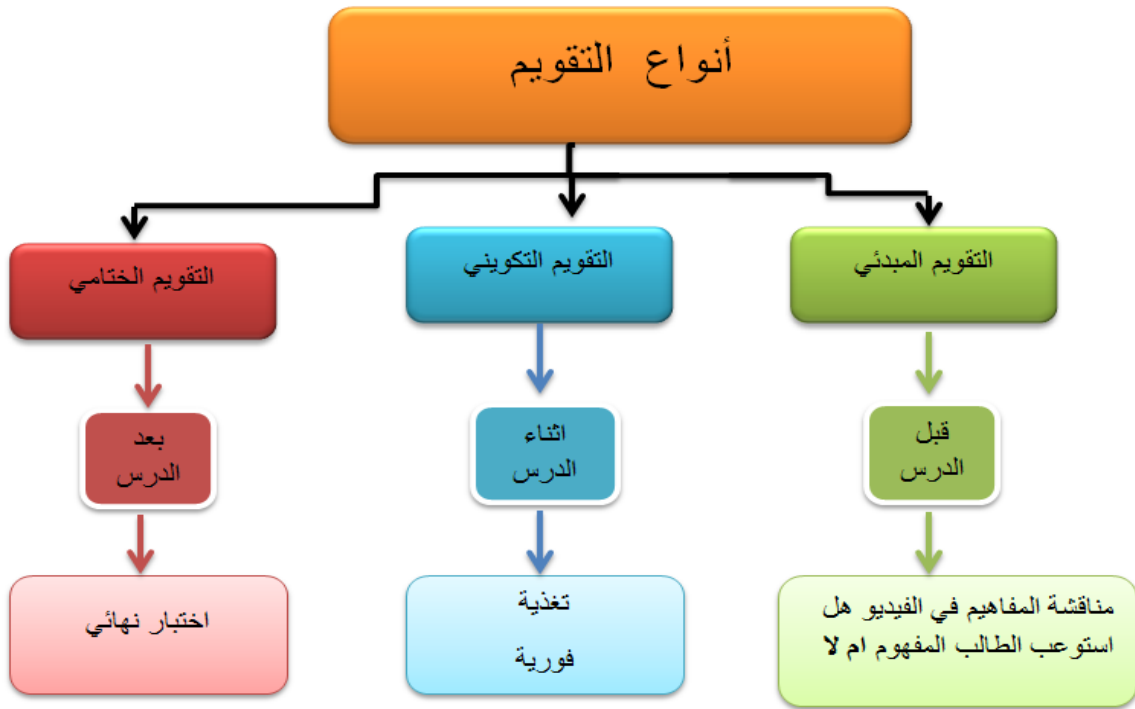 أنواع التقويم
التقويم المبدئي
التقويم التكويني
التقويم الختامي
قبل
الدرس
اثناء
الدرس
بعد
الدرس
مناقشة المفاهيم في الفيديو هل
استوعب الطالب المفهوم ام لا
تغذية
فورية
اختبار نهائي